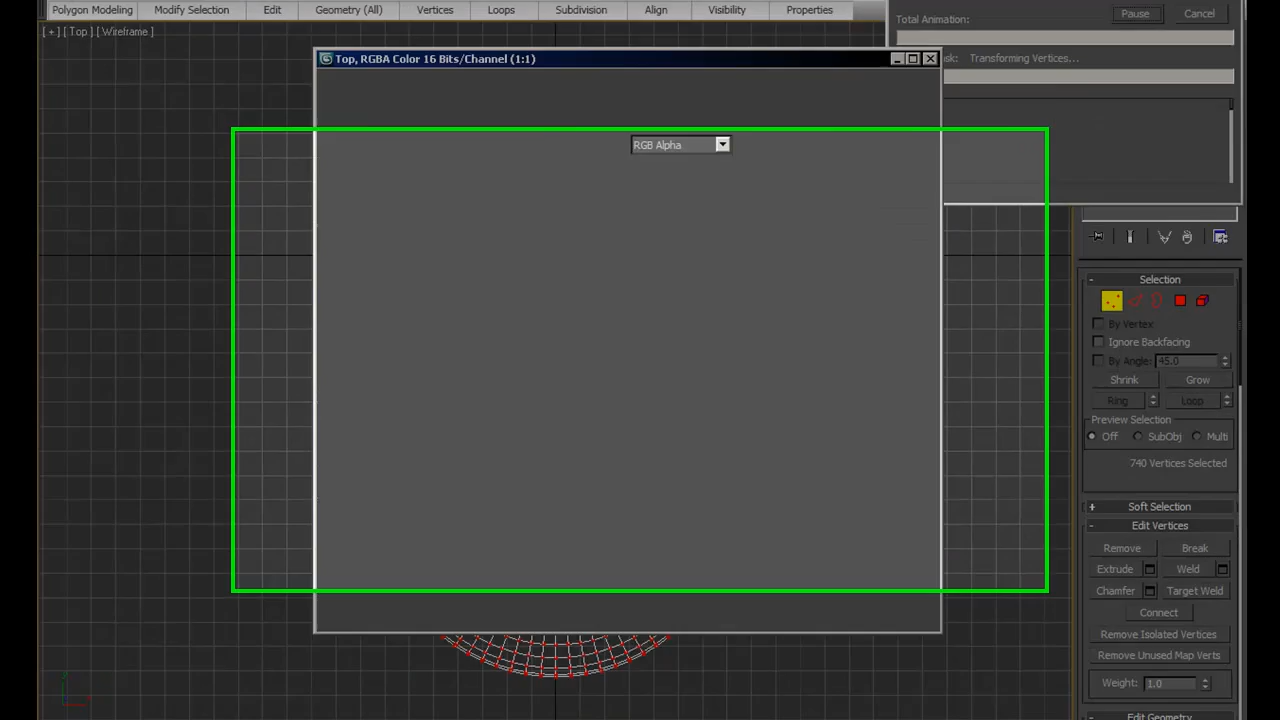 Polygon Modeling Modify Selection Edit Geometry (All) Vertices Loops Subdivision Align Visibility Properties
Pause Cancel
Total Animation:
[ + ] [ Top ] [ Wireframe ]
Top, RGBA Color 16 Bits/Channel (1:1)
Transforming Vertices...
RGB Alpha
Selection
By Vertex
Ignore Backfacing
By Angle: 45.0
Shrink Grow
Ring Loop
Preview Selection
Off SubObj Multi
740 Vertices Selected
Soft Selection
Edit Vertices
Remove Break
Extrude Weld
Chamfer Target Weld
Connect
Remove Isolated Vertices
Remove Unused Map Verts
Weight: 1.0
Edit Geometry